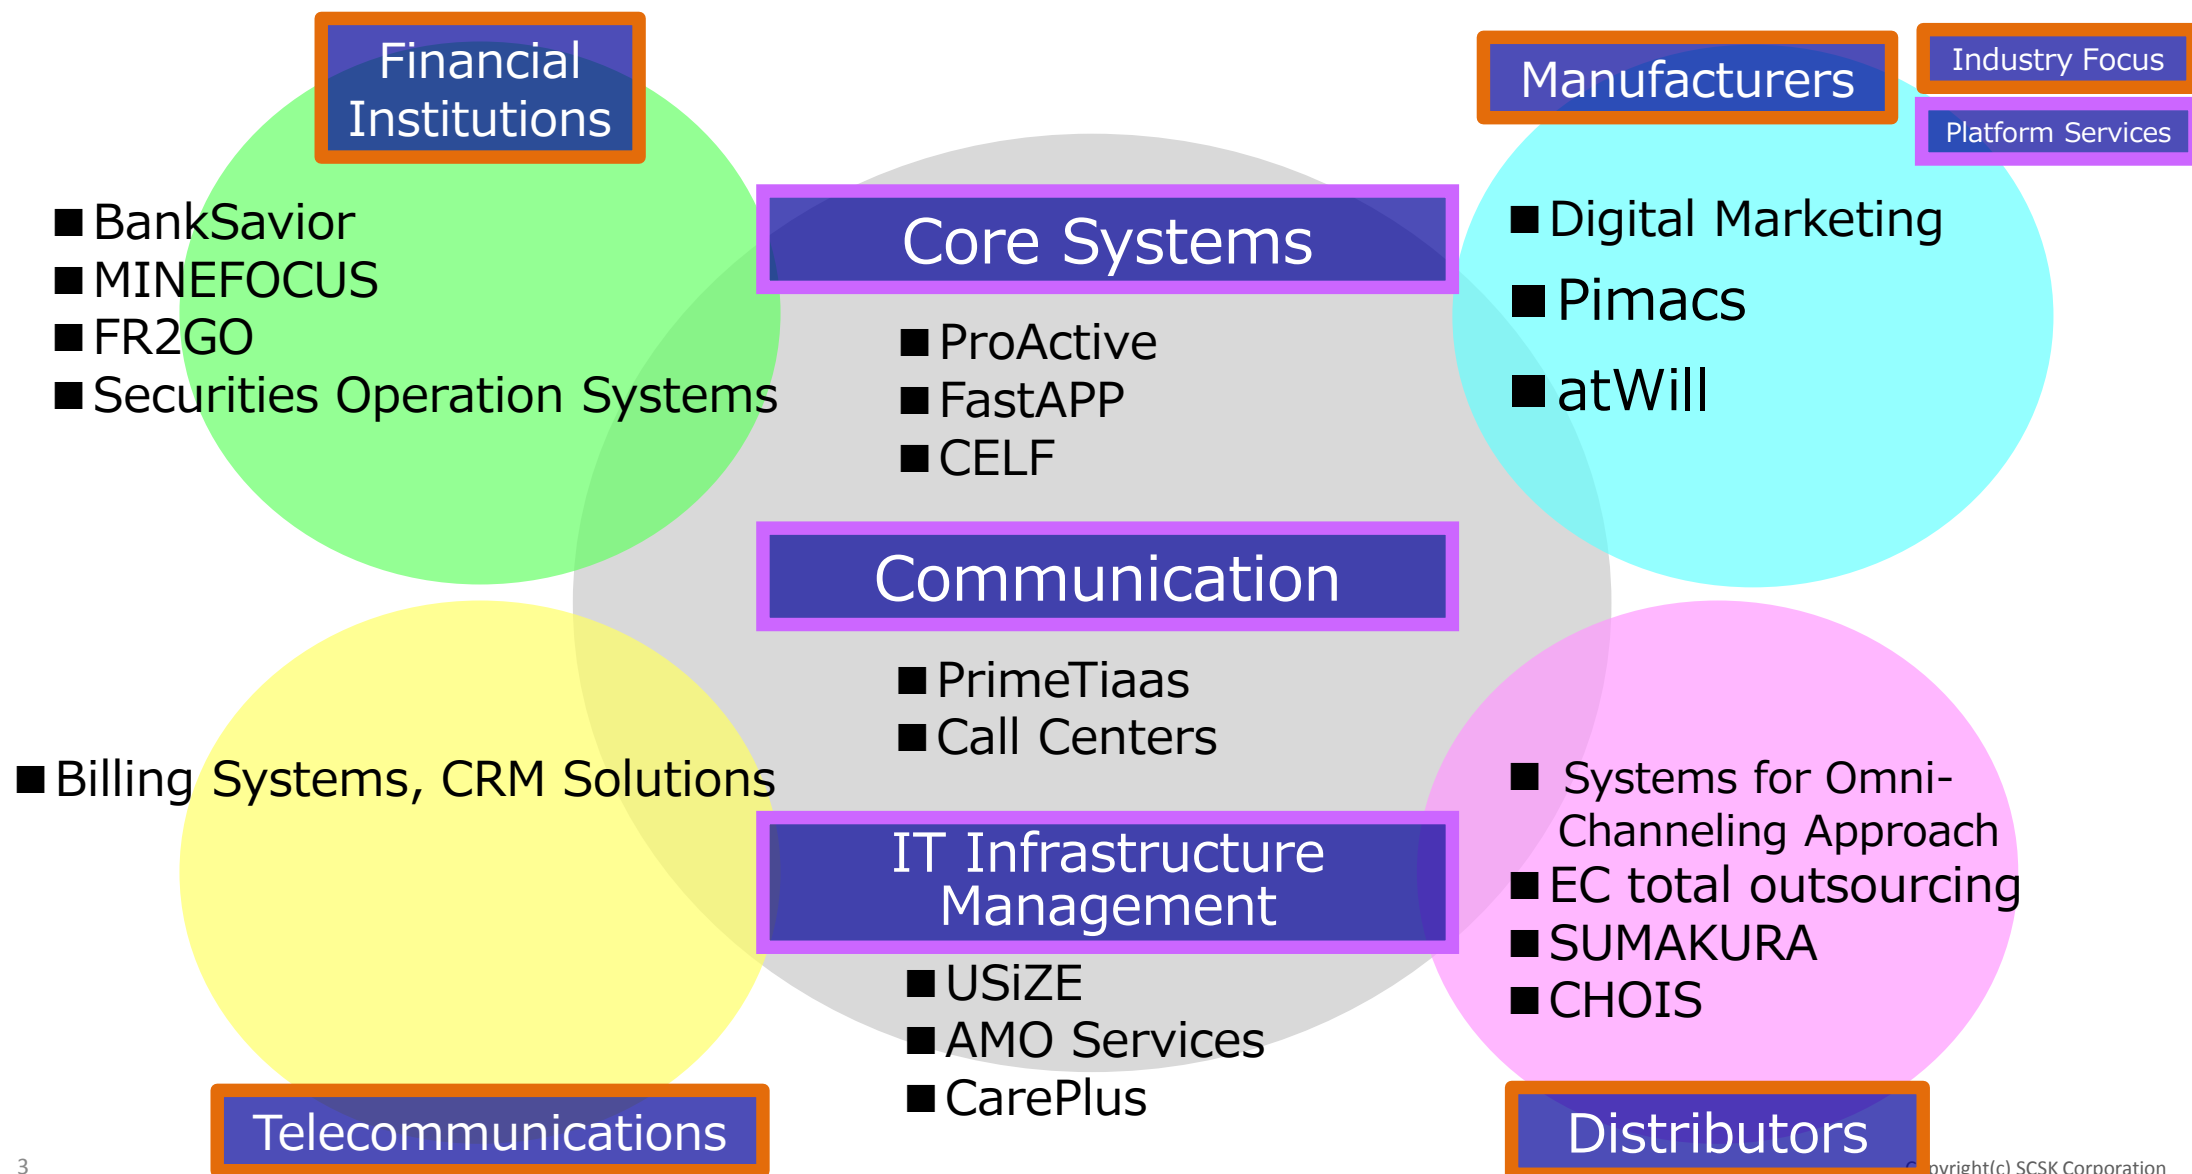 Financial
Institutions
■BankSavior
■MINEFOCUS
■FR2GO
■Securities Operation Systems
Core Systems
■ProActive
■FastAPP
■CELF
Manufacturers
Industry Focus
Platform Services
■Digital Marketing
■Pimacs
■atWill
Communication
■PrimeTiaas
■Call Centers
■Billing Systems, CRM Solutions
Telecommunications
IT Infrastructure
Management
■USiZE
■AMO Services
■CarePlus
■ Systems for Omni-
Channeling Approach
■EC total outsourcing
■SUMAKURA
■CHOIS
Distributors
3
Copyright(c) SCSK Corporation